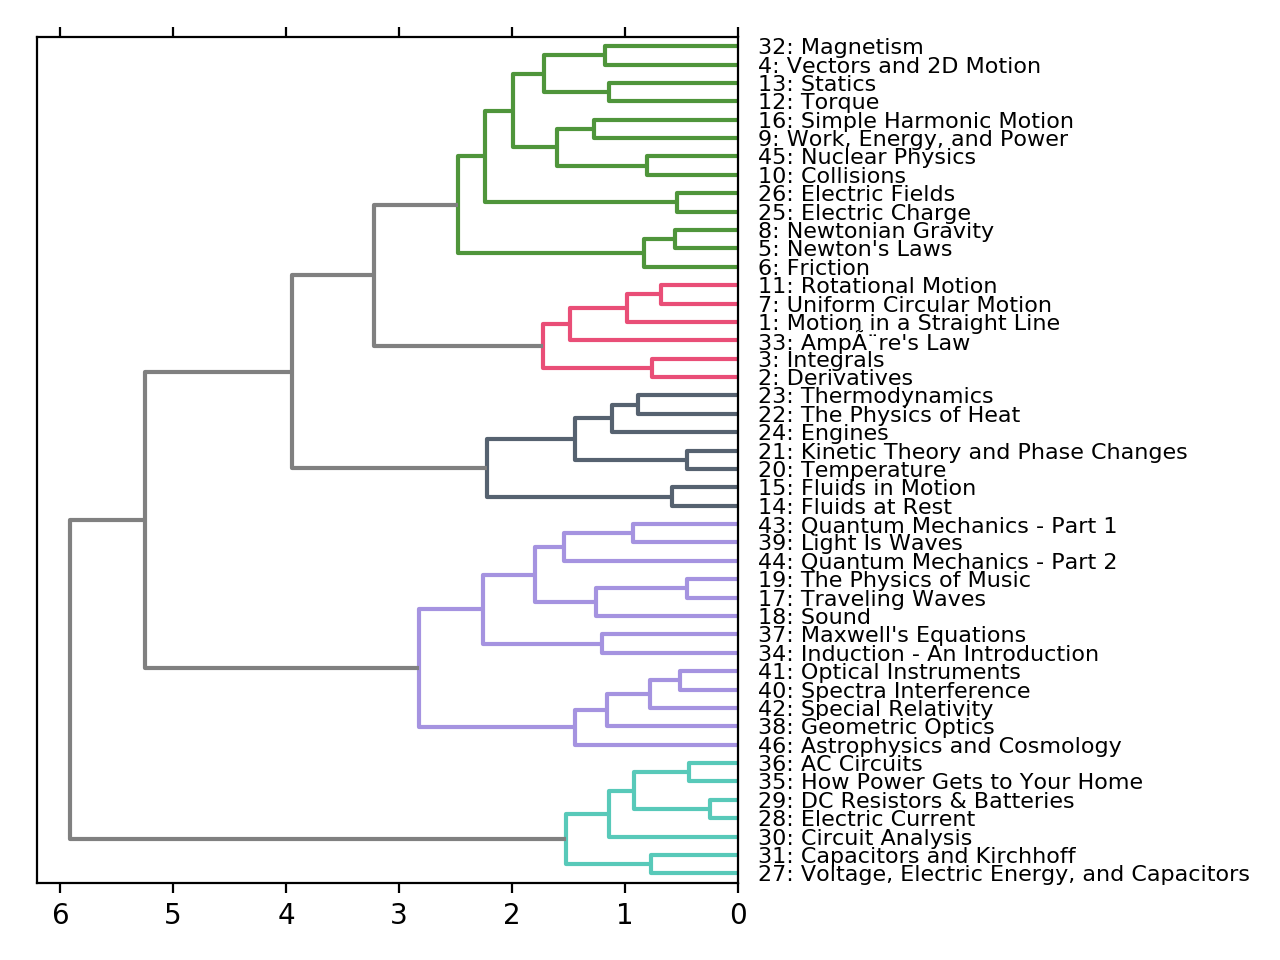 32: Magnetism
4: Vectors and 2D Motion
13: Statics
12: Torque
16: Simple Harmonic Motion
9: Work, Energy, and Power
45: Nuclear Physics
10: Collisions
26: Electric Fields
25: Electric Charge
8: Newtonian Gravity
5: Newton's Laws
6: Friction
11: Rotational Motion
7: Uniform Circular Motion
1: Motion in a Straight Line
33: AmpÃ¨re's Law
3: Integrals
2: Derivatives
23: Thermodynamics
22: The Physics of Heat
24: Engines
21: Kinetic Theory and Phase Changes
20: Temperature
15: Fluids in Motion
14: Fluids at Rest
43: Quantum Mechanics - Part 1
39: Light Is Waves
44: Quantum Mechanics - Part 2
19: The Physics of Music
17: Traveling Waves
18: Sound
37: Maxwell's Equations
34: Induction - An Introduction
41: Optical Instruments
40: Spectra Interference
42: Special Relativity
38: Geometric Optics
46: Astrophysics and Cosmology
36: AC Circuits
35: How Power Gets to Your Home
29: DC Resistors & Batteries
28: Electric Current
30: Circuit Analysis
31: Capacitors and Kirchhoff
27: Voltage, Electric Energy, and Capacitors
6 5 4 3 2 1 0